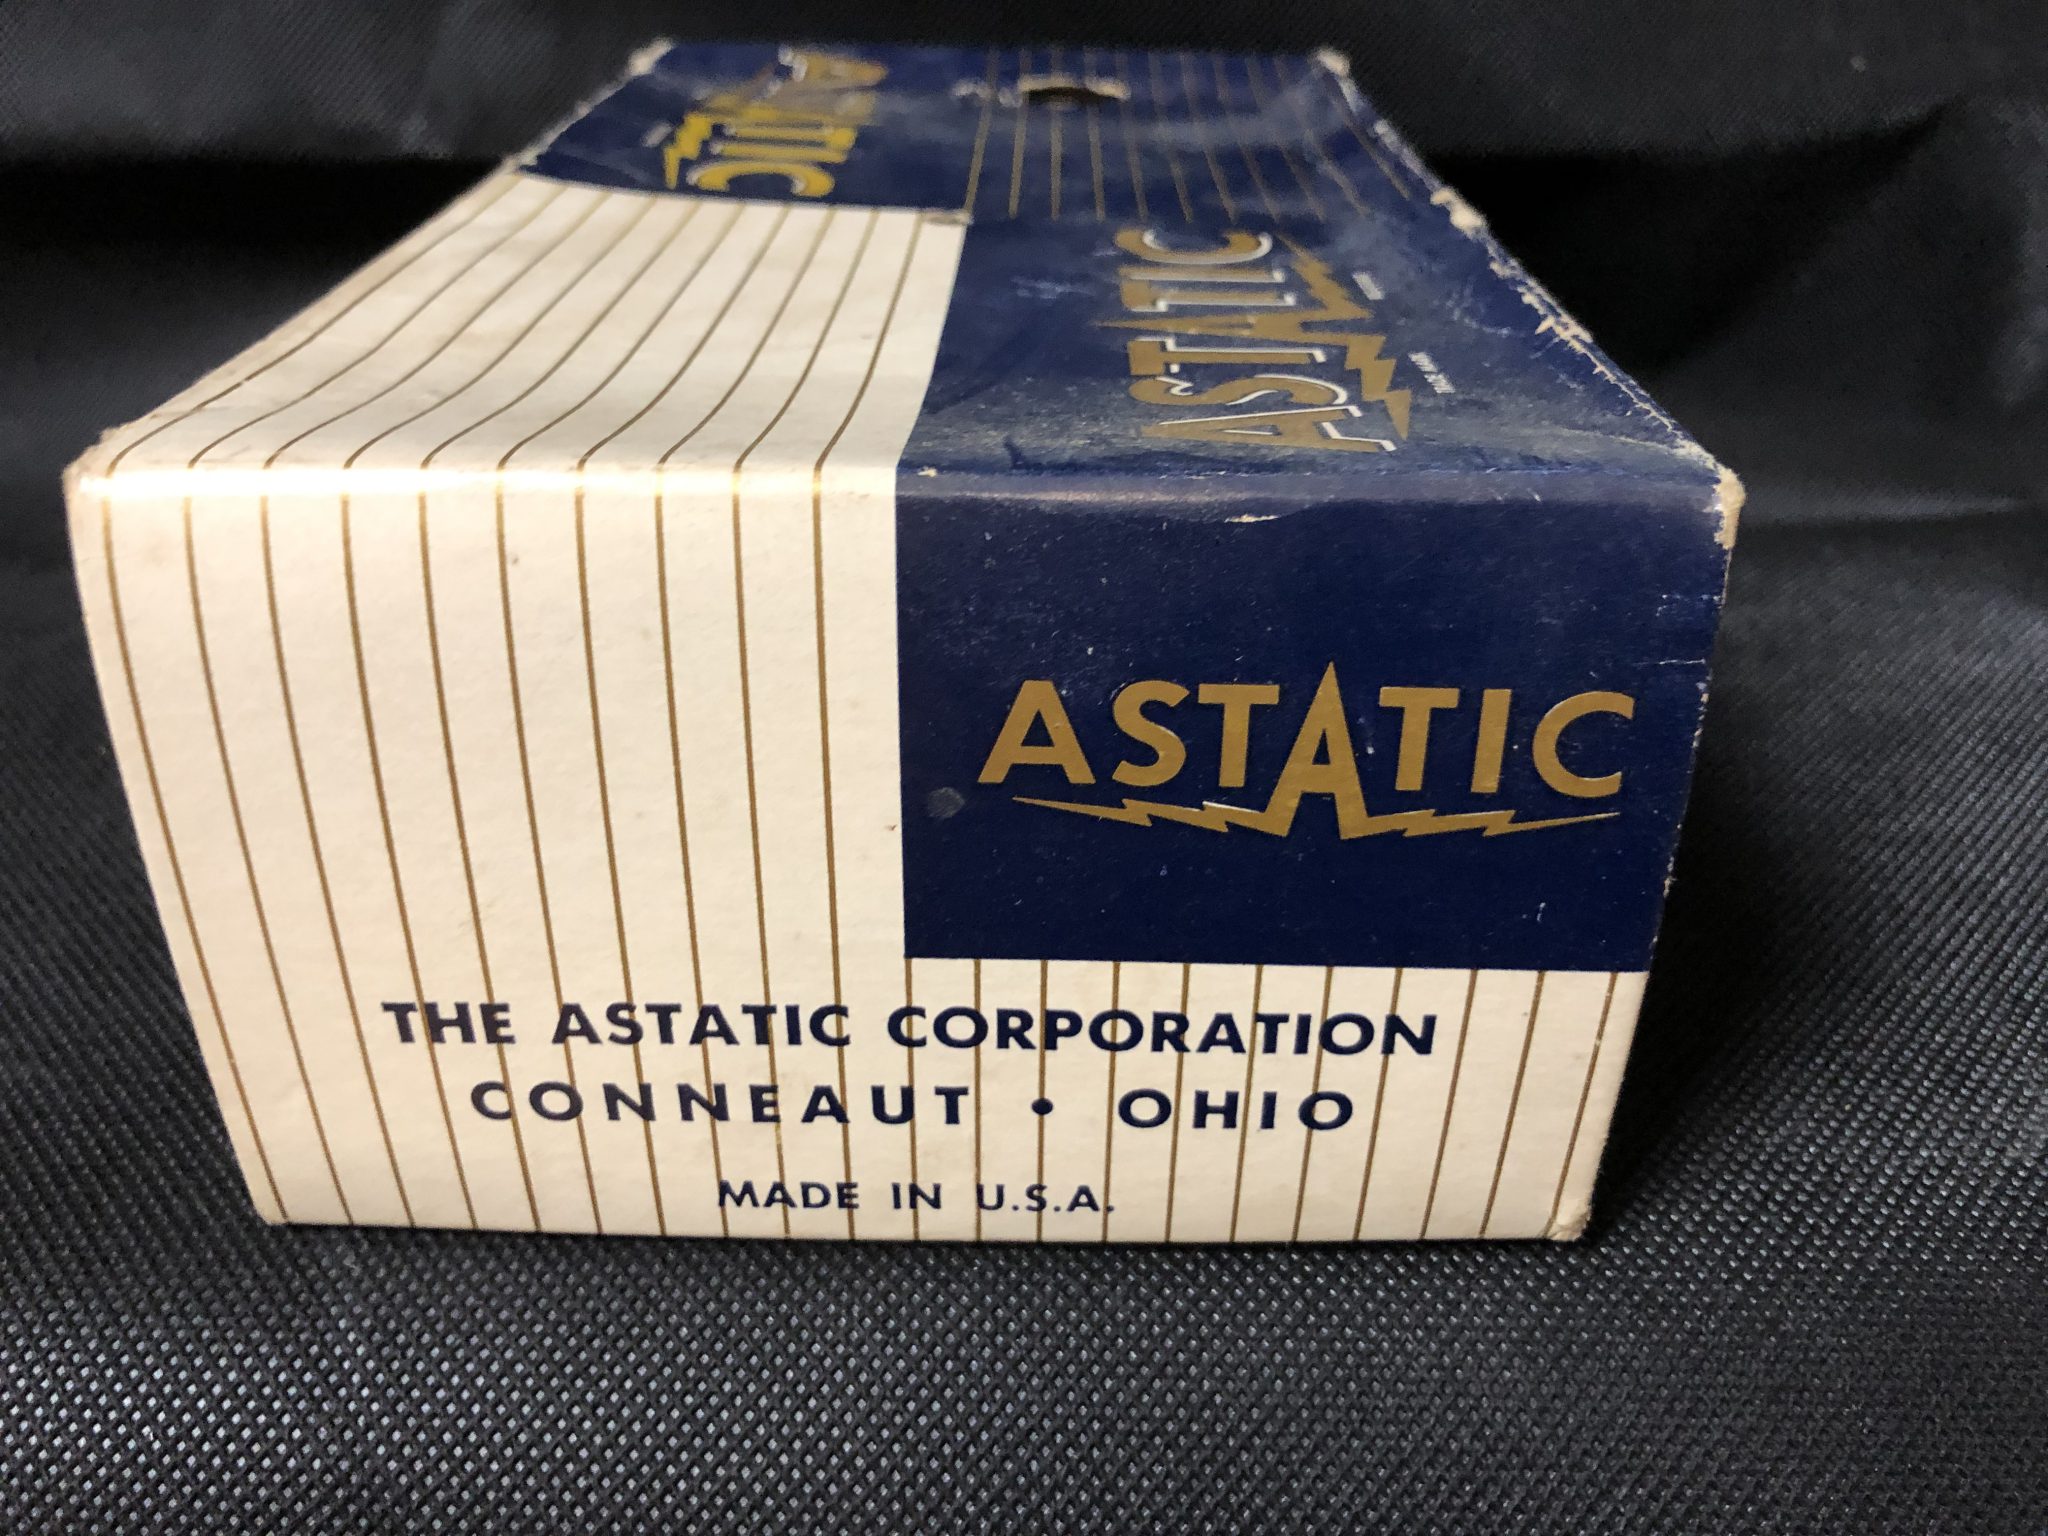 ASTATIC
ASTATIC
ASTATIC
THE ASTATIC CORPORATION
CONNEAUT • OHIO
MADE IN U.S.A.